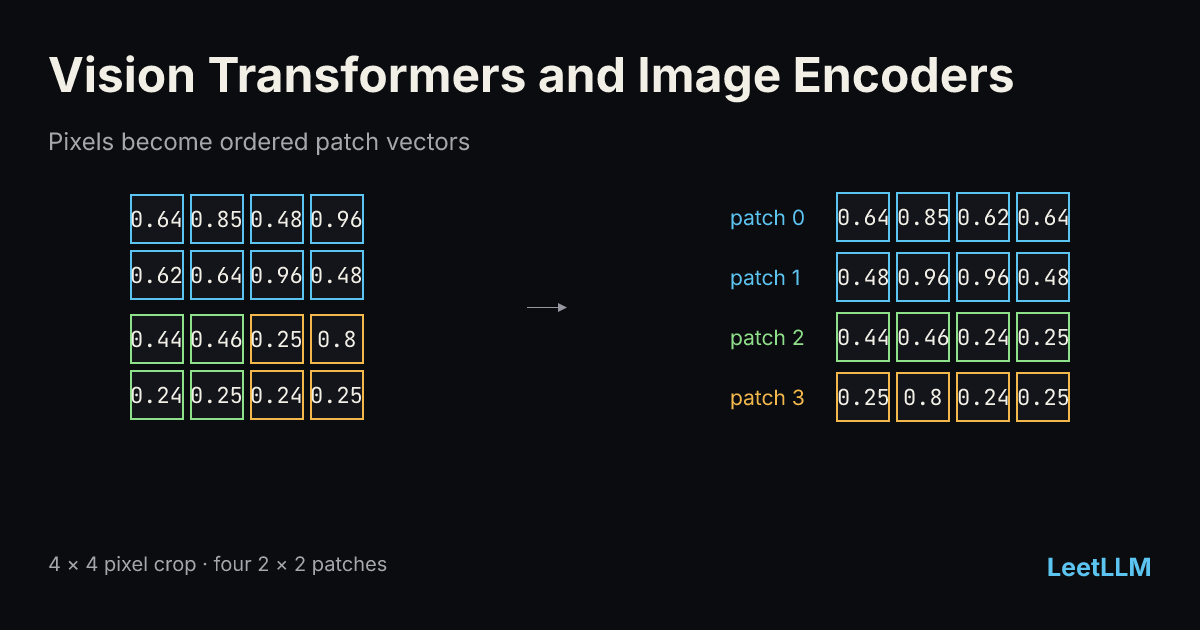 Vision Transformers and Image Encoders
Pixels become ordered patch vectors
0.64 0.85 0.48 0.96
0.62 0.64 0.96 0.48
0.44 0.46 0.25 0.8
0.24 0.25 0.24 0.25
patch 0 0.64 0.85 0.62 0.64
patch 1 0.48 0.96 0.96 0.48
patch 2 0.44 0.46 0.24 0.25
patch 3 0.25 0.8 0.24 0.25
4 × 4 pixel crop · four 2 × 2 patches
LeetLLM